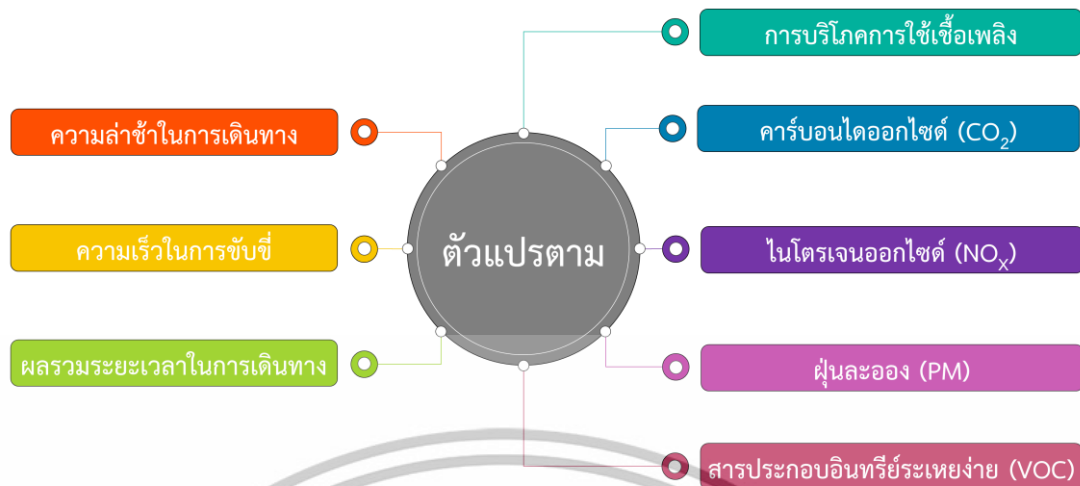 การบริโภคการใช้เชื้อเพลิง
ความล่าช้าในการเดินทาง
คาร์บอนไดออกไซด์ (CO₂)
ความเร็วในการขับขี่
ตัวแปรตาม
ไนโตรเจนออกไซด์ (NOₓ)
ผลรวมระยะเวลาในการเดินทาง
ฝุ่นละออง (PM)
สารประกอบอินทรีย์ระเหยง่าย (VOC)